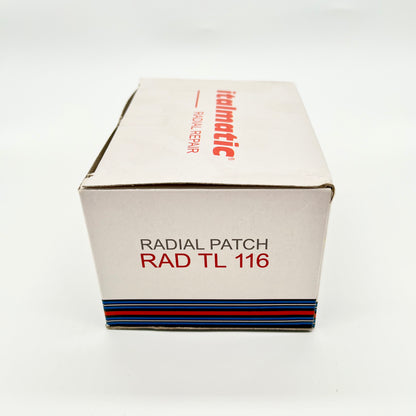 italmatic®
RADIAL REPAIR
RADIAL PATCH
RAD TL 116